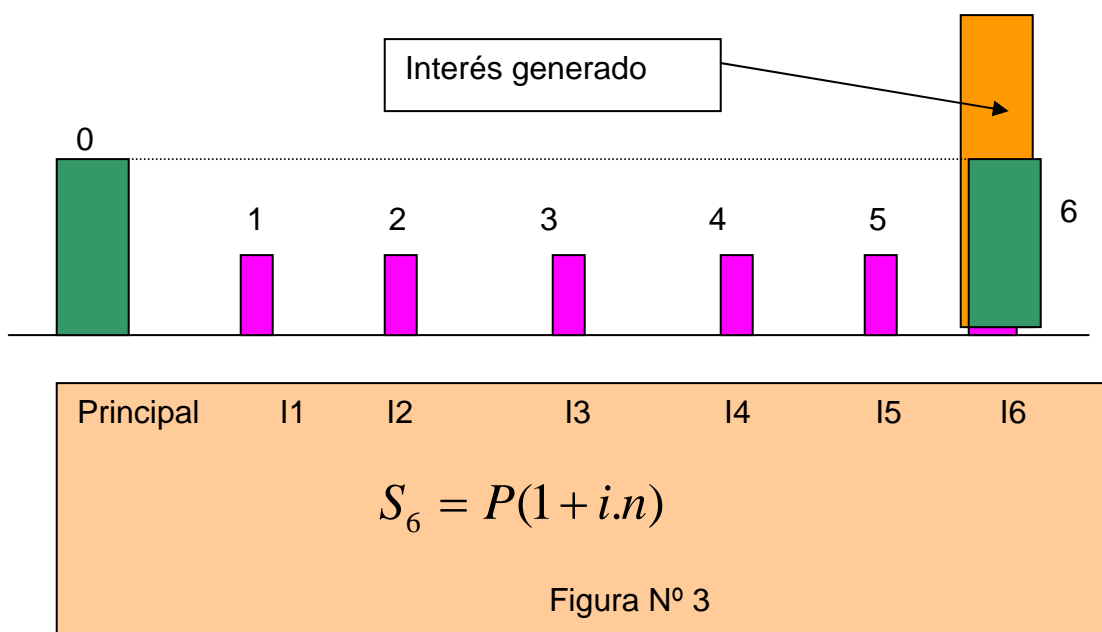 Interés generado
0
1 2 3 4 5 6
Principal I1 I2 I3 I4 I5 I6
S₆ = P(1 + i.n)
Figura Nº 3